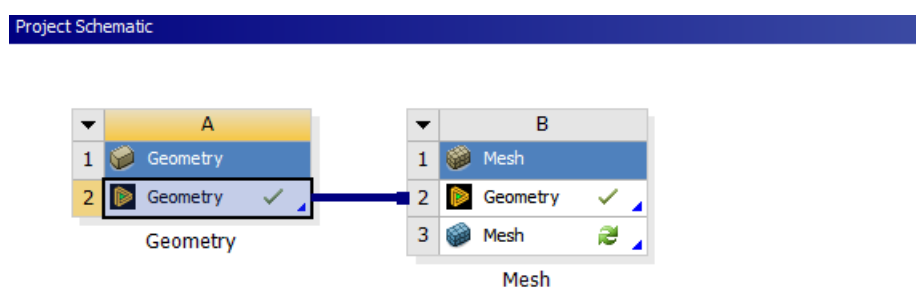 Project Schematic
A
1 Geometry
2 Geometry
Geometry
B
1 Mesh
2 Geometry
3 Mesh
Mesh